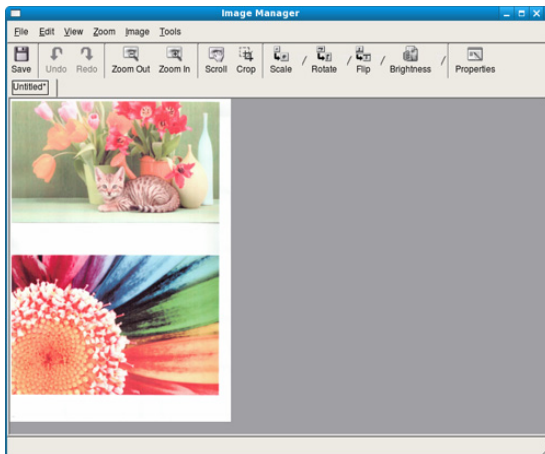 Image Manager
File Edit View Zoom Image Tools
Save Undo Redo Zoom Out Zoom In Scroll Crop Scale / Rotate / Flip / Brightness / Properties
Untitled*